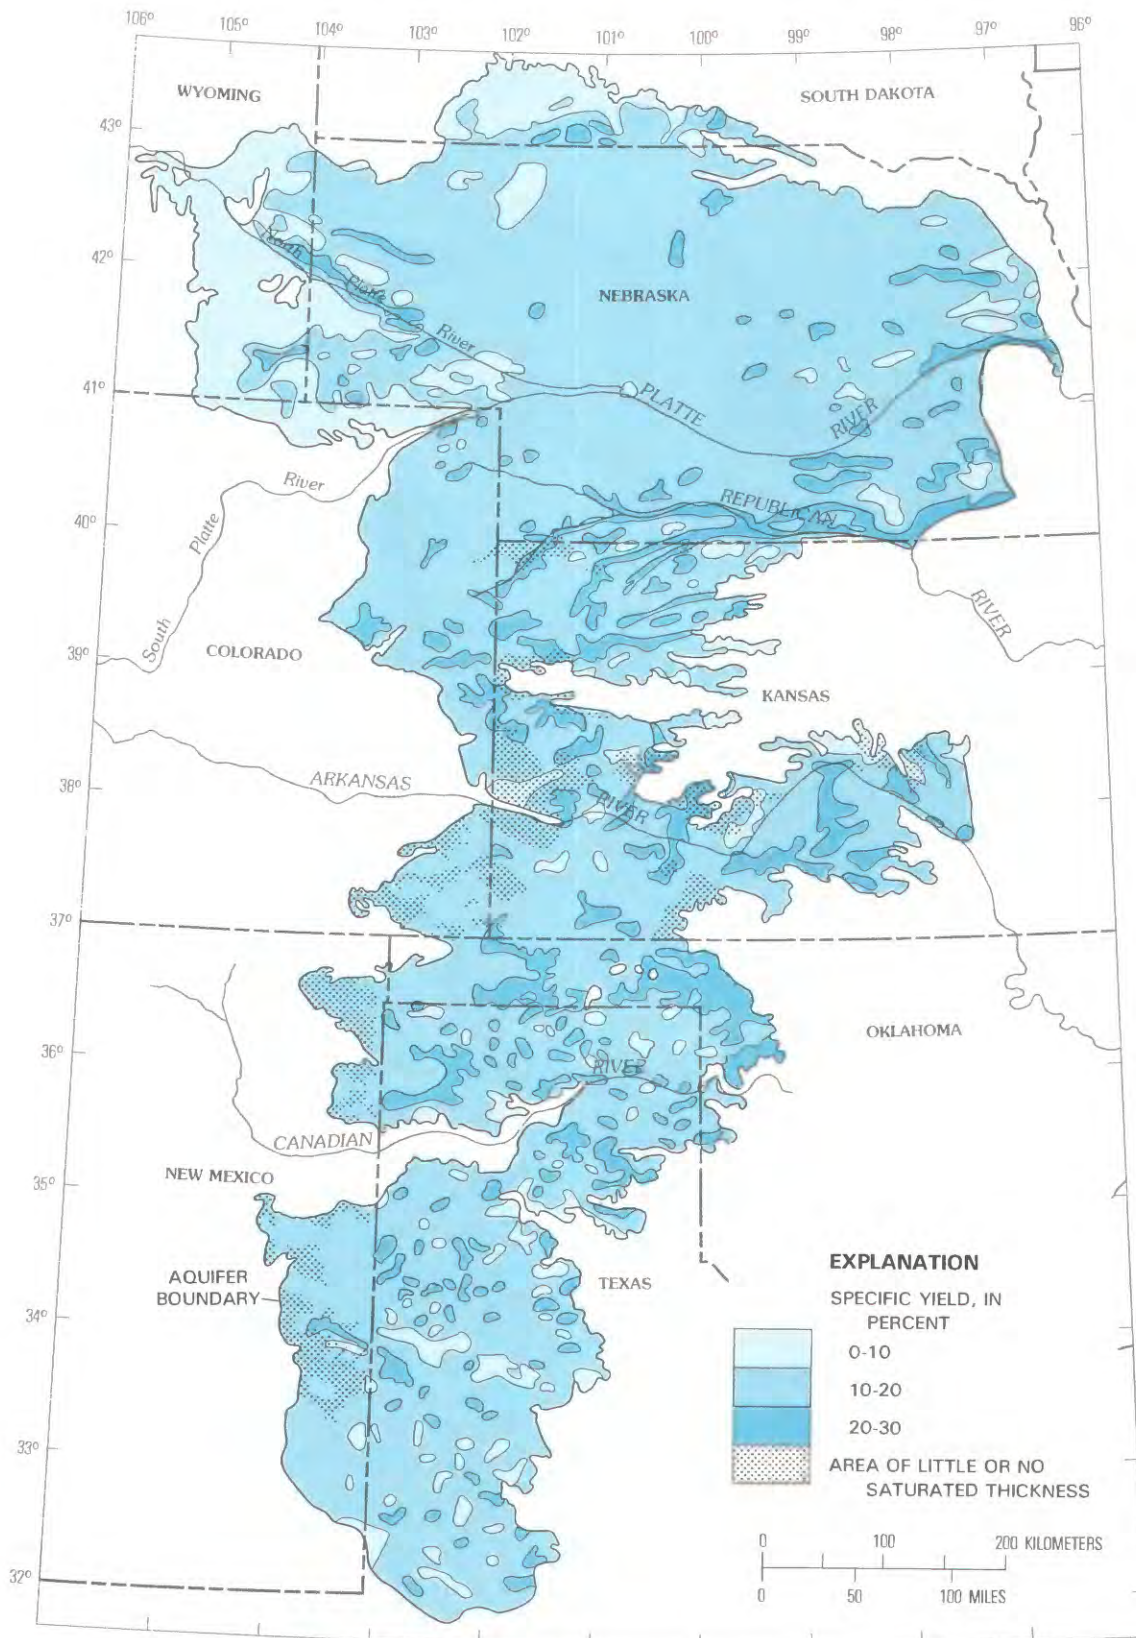 106°
105°
104°
103°
102°
101°
100°
99°
98°
97°
96°
WYOMING
SOUTH DAKOTA
43°
42°
North
Platte
River
NEBRASKA
41°
PLATTE
RIVER
River
REPUBLICAN
40°
Platte
South
RIVER
COLORADO
39°
KANSAS
ARKANSAS
RIVER
38°
37°
OKLAHOMA
36°
RIVER
CANADIAN
NEW MEXICO
35°
AQUIFER
BOUNDARY
TEXAS
34°
33°
32°
EXPLANATION
SPECIFIC YIELD, IN
PERCENT
0-10
10-20
20-30
AREA OF LITTLE OR NO
SATURATED THICKNESS
0 100 200 KILOMETERS
0 50 100 MILES